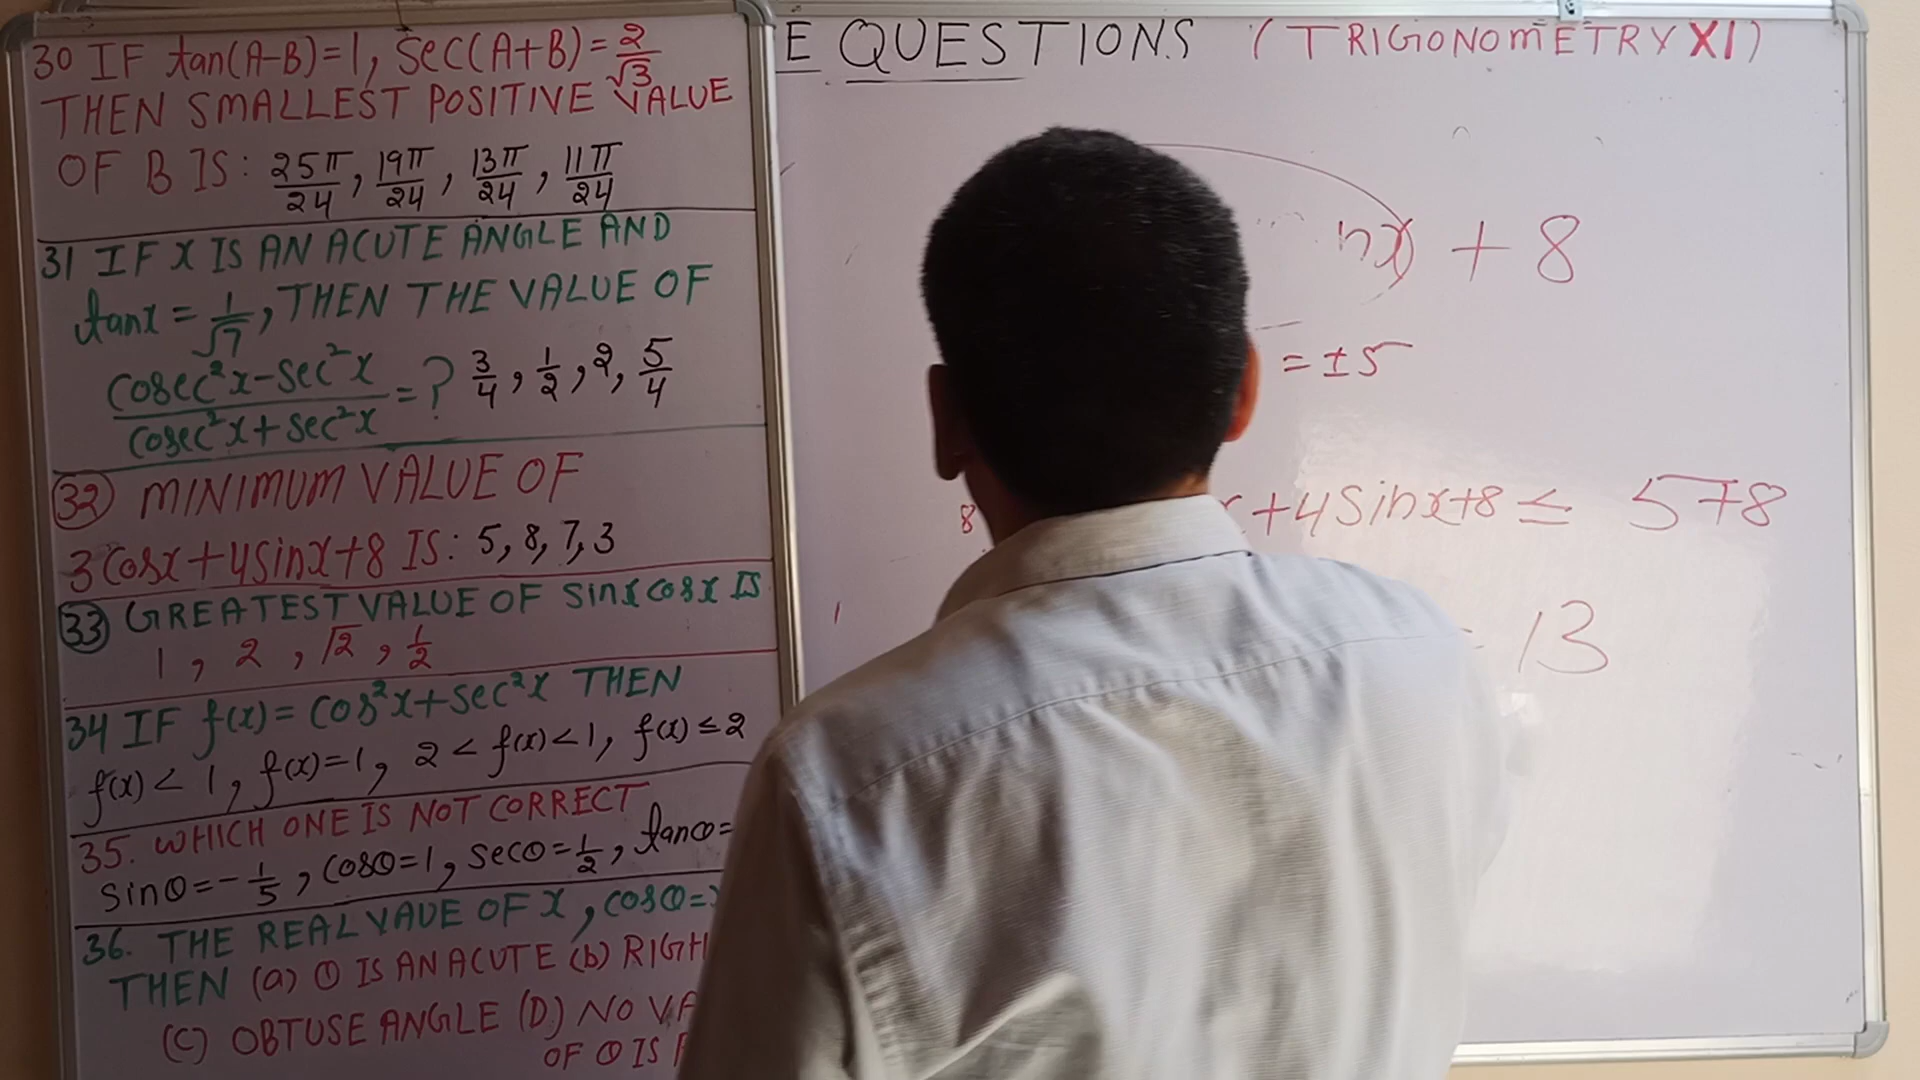 30 IF tan(A-B)=1, sec(A+B)=2/√3
THEN SMALLEST POSITIVE VALUE
OF B IS: 25π/24, 19π/24, 13π/24, 11π/24
31 IF X IS AN ACUTE ANGLE AND
tanx = 1/√7, THEN THE VALUE OF
cosec²x-sec²x/cosec²x+sec²x = ? 3/4, 1/2, 2, 5/4
32 MINIMUM VALUE OF
3cosx+4sinx+8 IS: 5, 8, 7, 3
33 GREATEST VALUE OF sinxcosx IS
1, 2, √2, 1/2
34 IF f(x)= cos²x+sec²x THEN
f(x)< 1, f(x)=1, 2 < f(x)<1, f(x)≤2
35. WHICH ONE IS NOT CORRECT
sinθ=-1/5, cosθ=1, secθ=1/2, tanθ=
36. THE REAL VAUE OF X, cosθ=
THEN (a) θ IS AN ACUTE (b) RIGH
(C) OBTUSE ANGLE (D) NO VA
OF θ IS
E QUESTIONS (TRIGONOMETRY XI)
nx) + 8
= ±5
8
+4sinx+8 ≤ 5+8
13